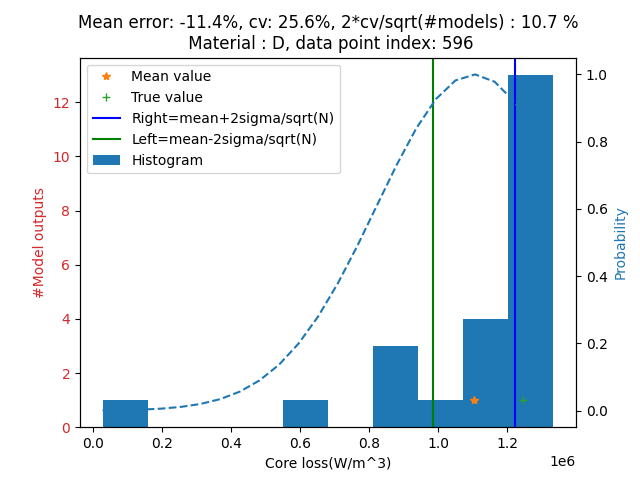 Mean error: -11.4%, cv: 25.6%, 2*cv/sqrt(#models) : 10.7 %
Material : D, data point index: 596
Mean value
True value
Right=mean+2sigma/sqrt(N)
Left=mean-2sigma/sqrt(N)
Histogram
#Model outputs
12
10
8
6
4
2
0
1.0
0.8
0.6
0.4
0.2
0.0
Probability
0.0 0.2 0.4 0.6 0.8 1.0 1.2
1e6
Core loss(W/m^3)